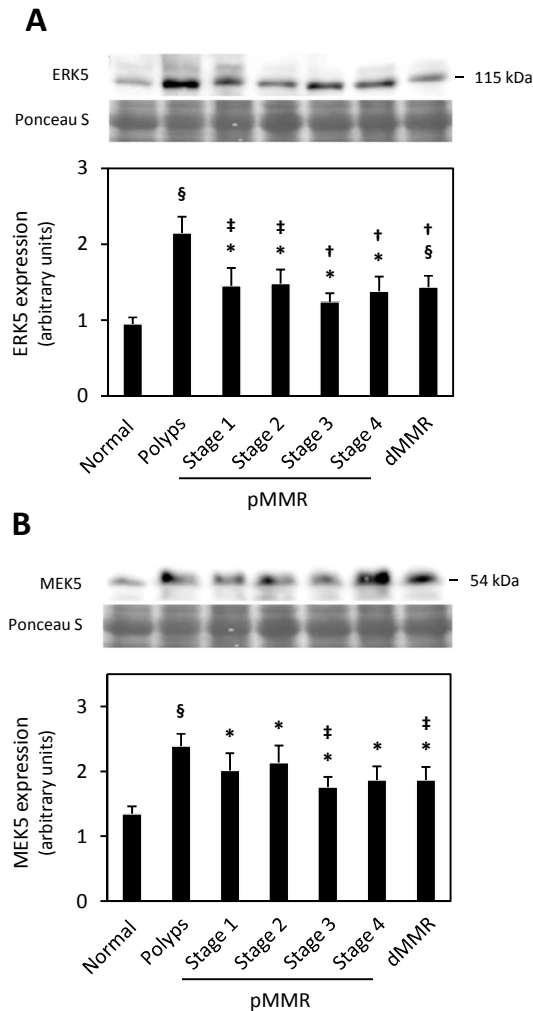 A
ERK5
115 kDa
Ponceau S
3
2
1
0
ERK5 expression
(arbitrary units)
§
‡
*
‡
*
†
*
†
*
†
§
Normal
Polyps
Stage 1
Stage 2
Stage 3
Stage 4
dMMR
pMMR
B
MEK5
54 kDa
Ponceau S
3
2
1
0
MEK5 expression
(arbitrary units)
§
*
*
‡
*
*
‡
*
Normal
Polyps
Stage 1
Stage 2
Stage 3
Stage 4
dMMR
pMMR